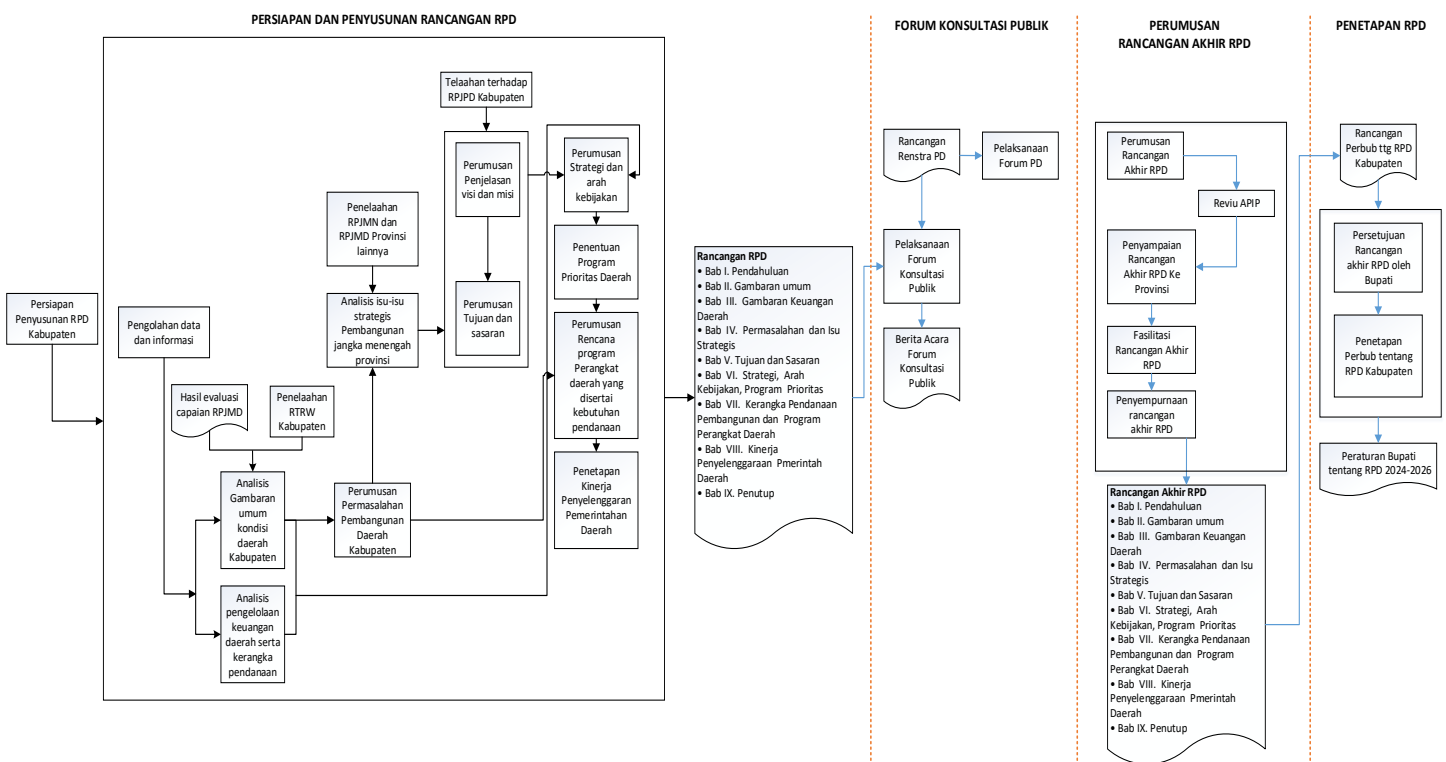 PERSIAPAN DAN PENYUSUNAN RANCANGAN RPD
Persiapan
Penyusunan RPD
Kabupaten
Pengolahan data
dan informasi
Hasil evaluasi
capaian RPJMD
Penelaahan
RTRW
Kabupaten
Analisis
Gambaran
umum
kondisi
daerah
Kabupaten
Analisis
pengelolaan
keuangan
daerah serta
kerangka
pendanaan
Penelaahan
RPJMN dan
RPJMD Provinsi
lainnya
Analisis isu-isu
strategis
Pembangunan
jangka menengah
provinsi
Perumusan
Permasalahan
Pembangunan
Daerah
Kabupaten
Telaahan terhadap
RPJPD Kabupaten
Perumusan
Penjelasan
visi dan misi
Perumusan
Tujuan dan
sasaran
Perumusan
Strategi dan
arah
kebijakan
Penentuan
Program
Prioritas Daerah
Perumusan
Rencana
program
Perangkat
daerah yang
disertai
kebutuhan
pendanaan
Penetapan
Kinerja
Penyelenggaran
Pemerintahan
Daerah
Rancangan RPD
• Bab I. Pendahuluan
• Bab II. Gambaran umum
• Bab III. Gambaran Keuangan
Daerah
• Bab IV. Permasalahan dan Isu
Strategis
• Bab V. Tujuan dan Sasaran
• Bab VI. Strategi, Arah
Kebijakan, Program Prioritas
• Bab VII. Kerangka Pendanaan
Pembangunan dan Program
Perangkat Daerah
• Bab VIII. Kinerja
Penyelenggaraan Pmerintah
Daerah
• Bab IX. Penutup
FORUM KONSULTASI PUBLIK
Rancangan
Renstra PD
Pelaksanaan
Forum PD
Pelaksanaan
Forum
Konsultasi
Publik
Berita Acara
Forum
Konsultasi
Publik
PERUMUSAN
RANCANGAN AKHIR RPD
Perumusan
Rancangan
Akhir RPD
Reviu APIP
Penyampaian
Rancangan
Akhir RPD Ke
Provinsi
Fasilitasi
Rancangan Akhir
RPD
Penyempurnaan
rancangan
akhir RPD
Rancangan Akhir RPD
• Bab I. Pendahuluan
• Bab II. Gambaran umum
• Bab III. Gambaran Keuangan
Daerah
• Bab IV. Permasalahan dan Isu
Strategis
• Bab V. Tujuan dan Sasaran
• Bab VI. Strategi, Arah
Kebijakan, Program Prioritas
• Bab VII. Kerangka Pendanaan
Pembangunan dan Program
Perangkat Daerah
• Bab VIII. Kinerja
Penyelenggaraan Pmerintah
Daerah
• Bab IX. Penutup
PENETAPAN RPD
Rancangan
Perbub ttg RPD
Kabupaten
Persetujuan
Rancangan
akhir RPD oleh
Bupati
Penetapan
Perbub tentang
RPD Kabupaten
Peraturan Bupati
tentang RPD 2024-2026